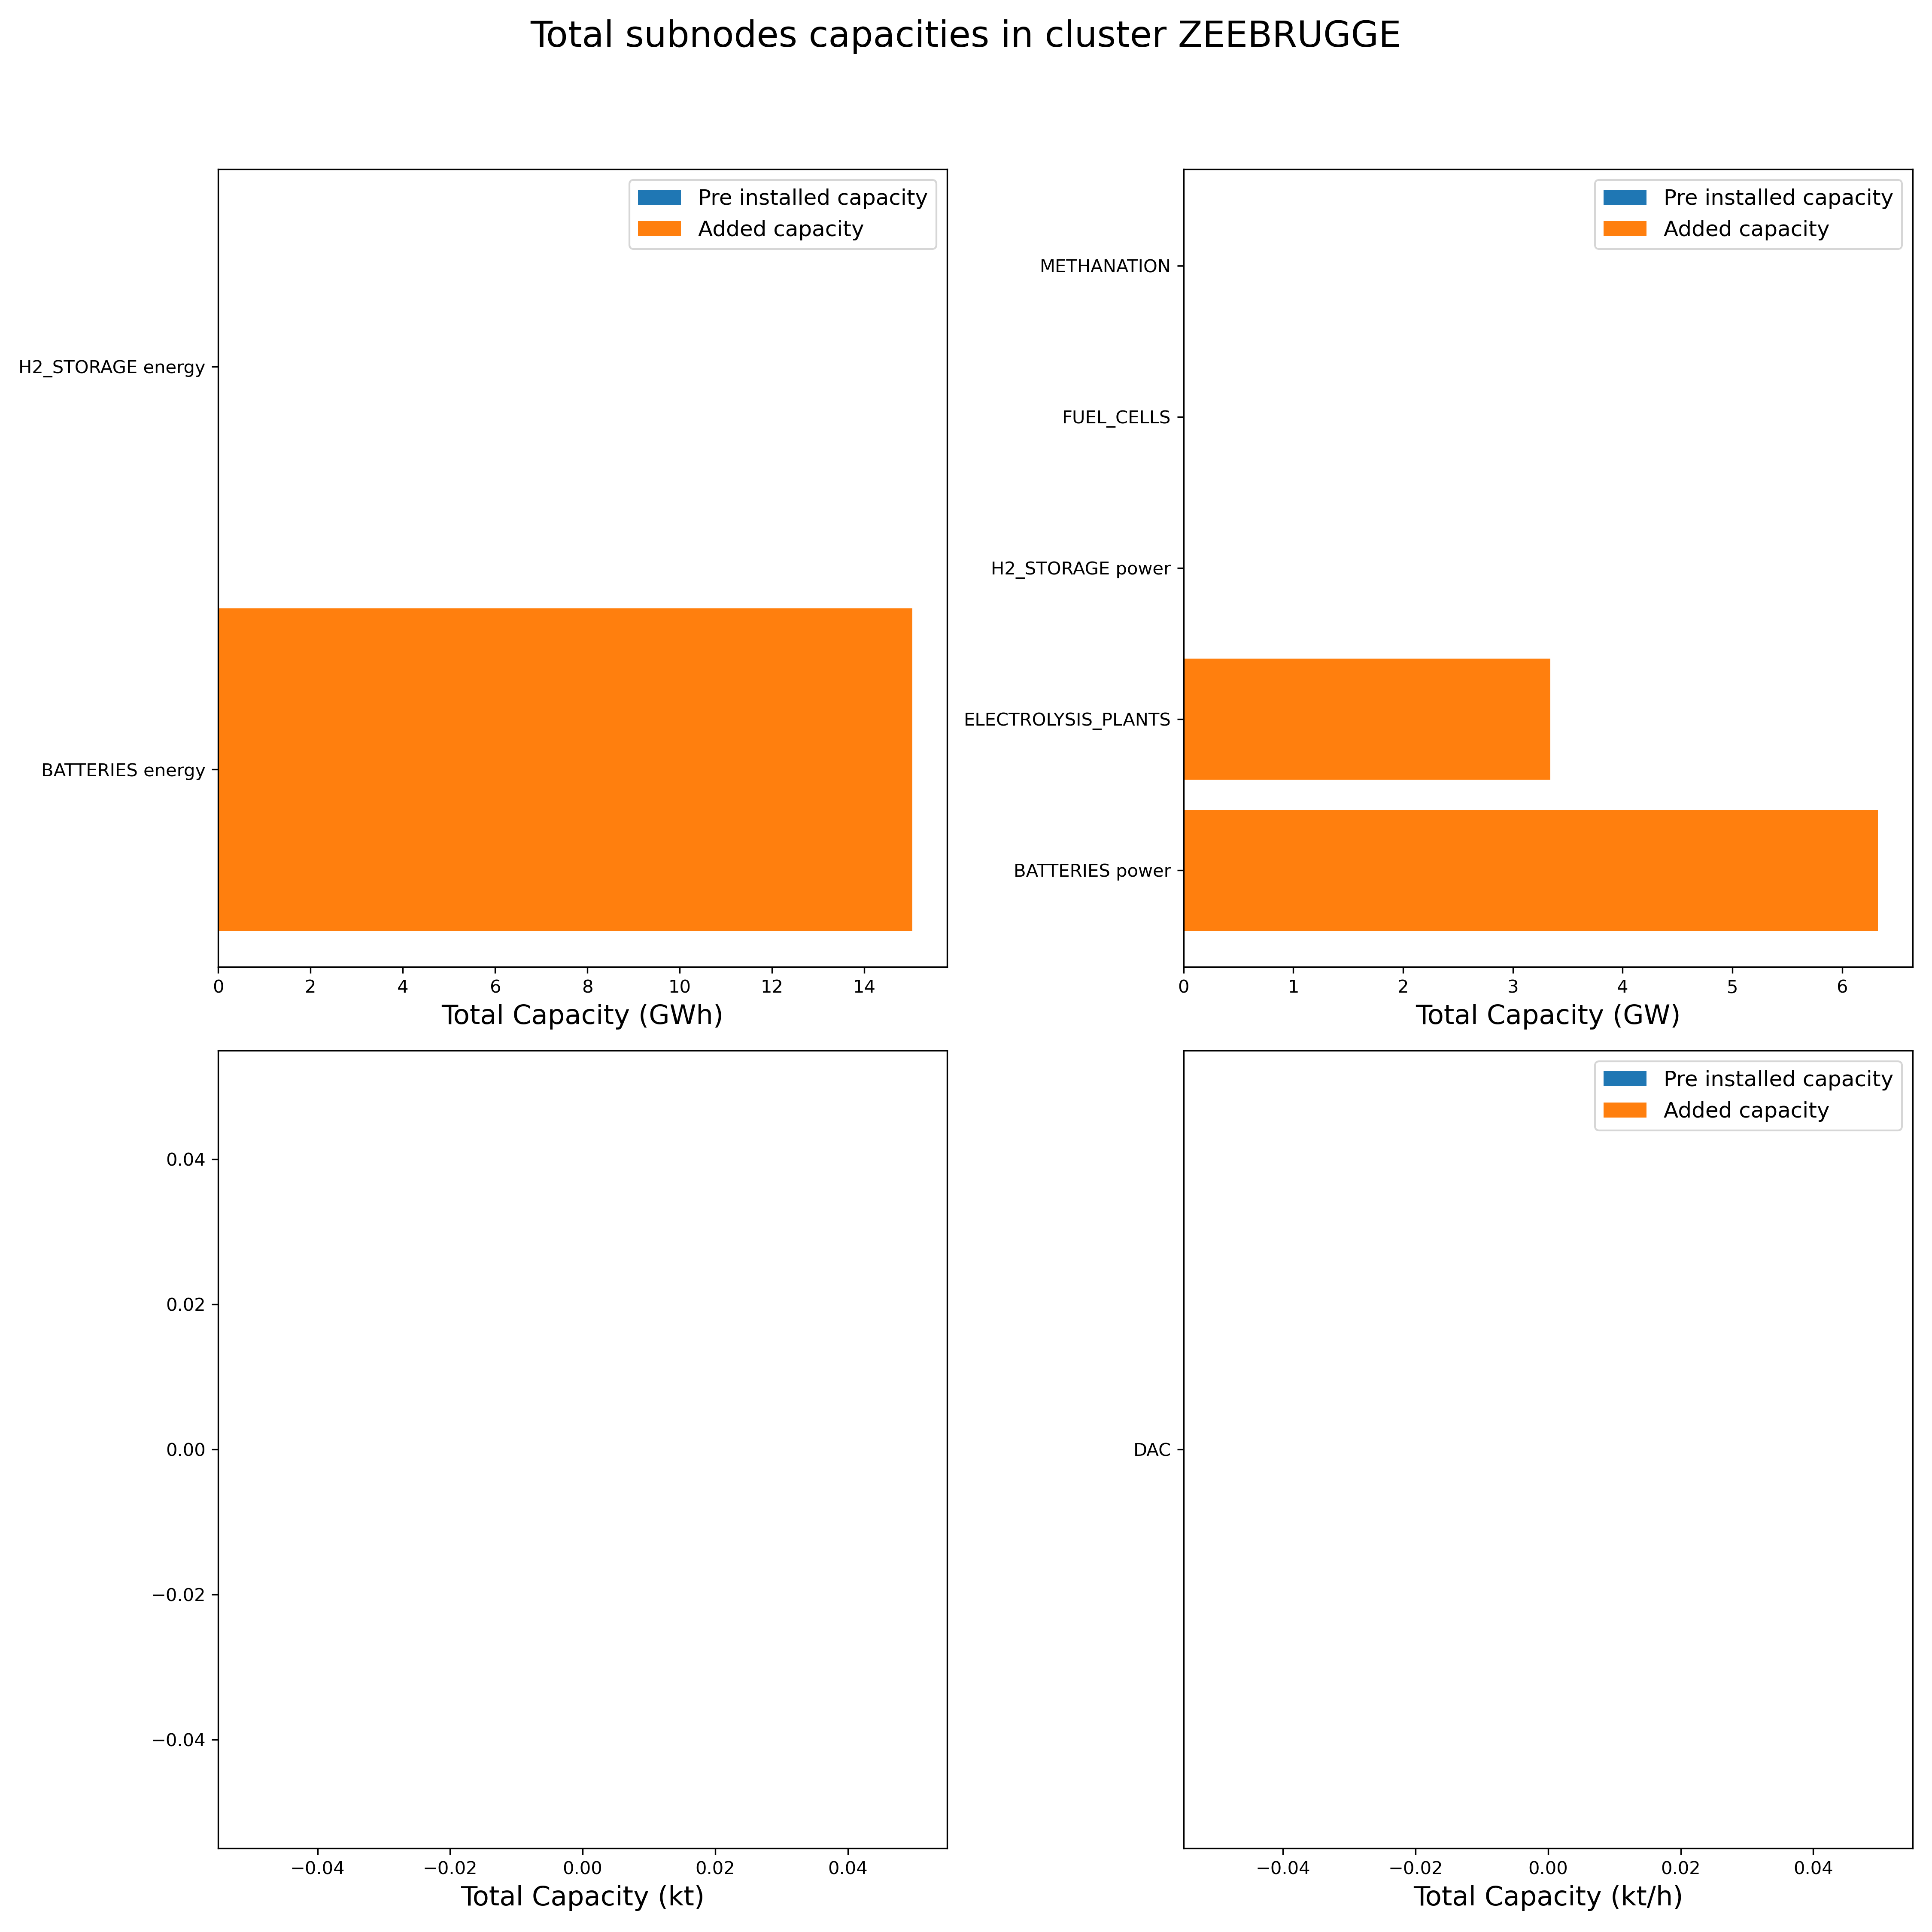 Total subnodes capacities in cluster ZEEBRUGGE
Pre installed capacity
Added capacity
H2_STORAGE energy
BATTERIES energy
0 2 4 6 8 10 12 14
Total Capacity (GWh)
Pre installed capacity
Added capacity
METHANATION
FUEL_CELLS
H2_STORAGE power
ELECTROLYSIS_PLANTS
BATTERIES power
0 1 2 3 4 5 6
Total Capacity (GW)
0.04
0.02
0.00
−0.02
−0.04
−0.04 −0.02 0.00 0.02 0.04
Total Capacity (kt)
Pre installed capacity
Added capacity
DAC
−0.04 −0.02 0.00 0.02 0.04
Total Capacity (kt/h)